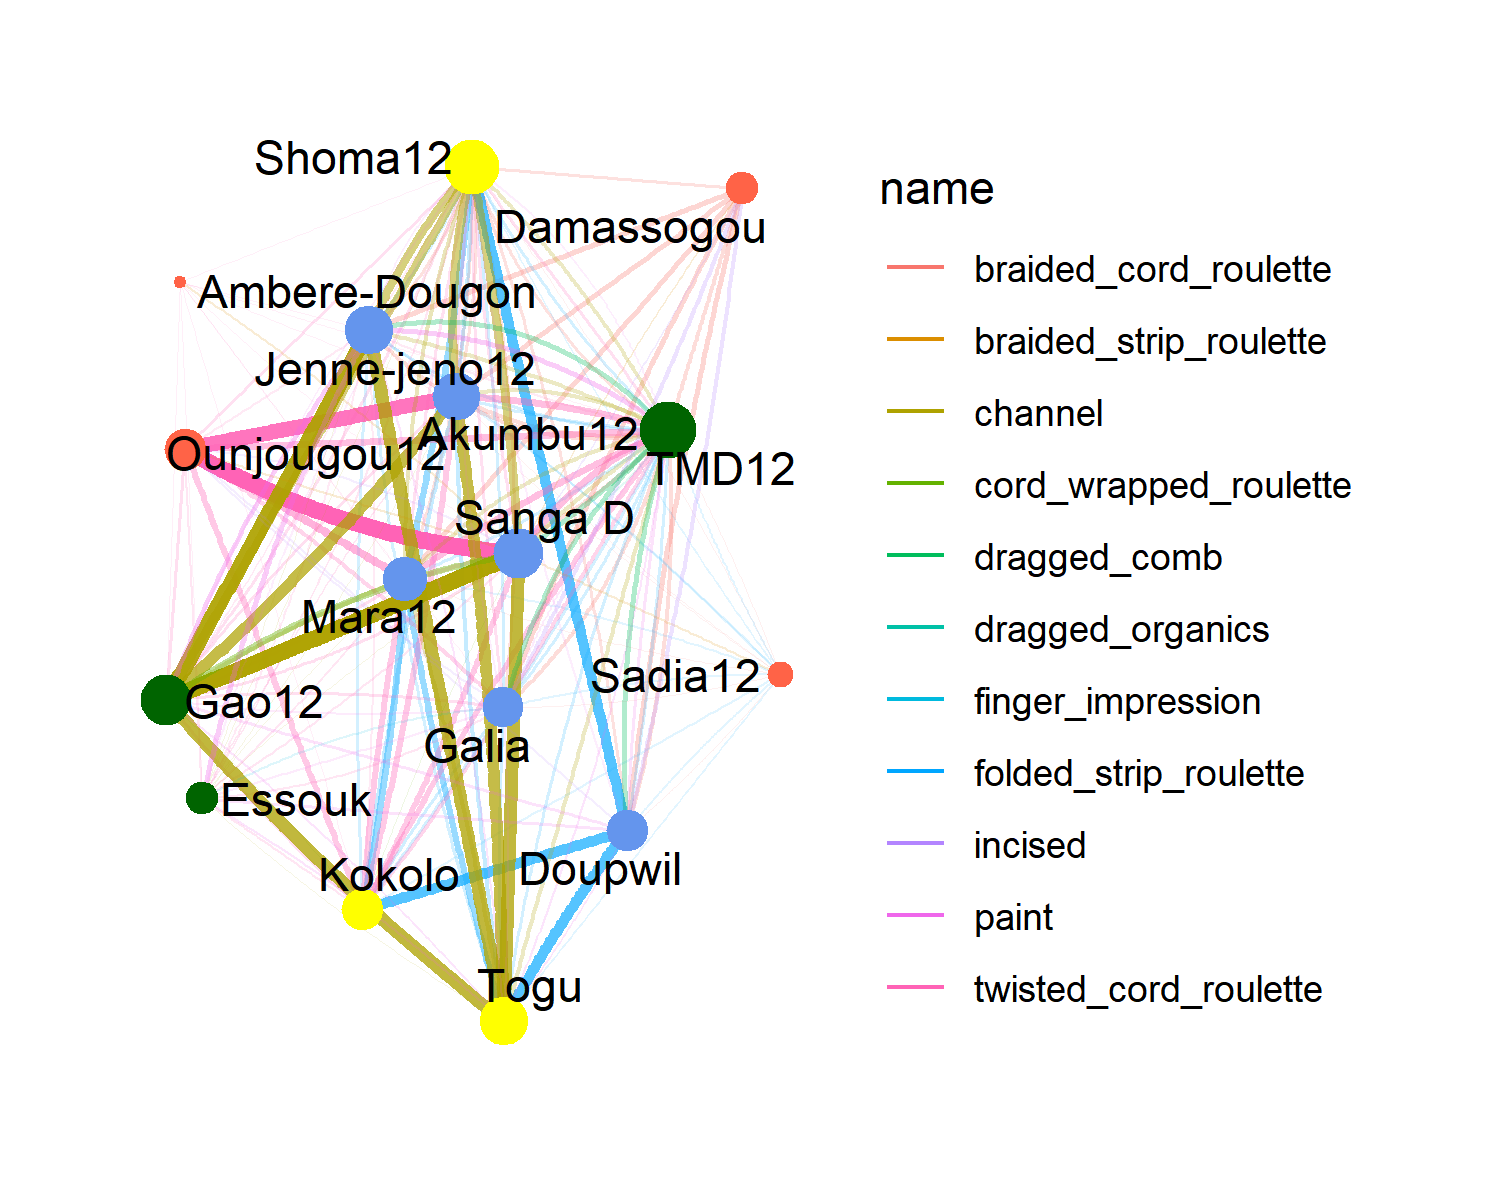 Shoma12
Damassogou
Ambere-Dougon
Jenne-jeno12
Akumbu12
Ounjougou12
TMD12
Sanga D
Mara12
Sadia12
Gao12
Galia
Essouk
Kokolo
Doupwil
Togu
name
braided_cord_roulette
braided_strip_roulette
channel
cord_wrapped_roulette
dragged_comb
dragged_organics
finger_impression
folded_strip_roulette
incised
paint
twisted_cord_roulette